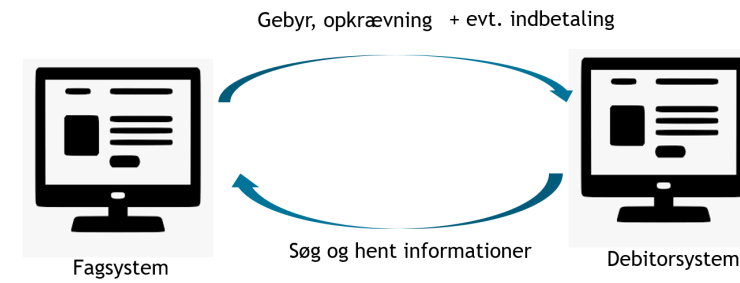 Gebyr, opkrævning + evt. indbetaling
Søg og hent informationer
Fagsystem
Debitorsystem